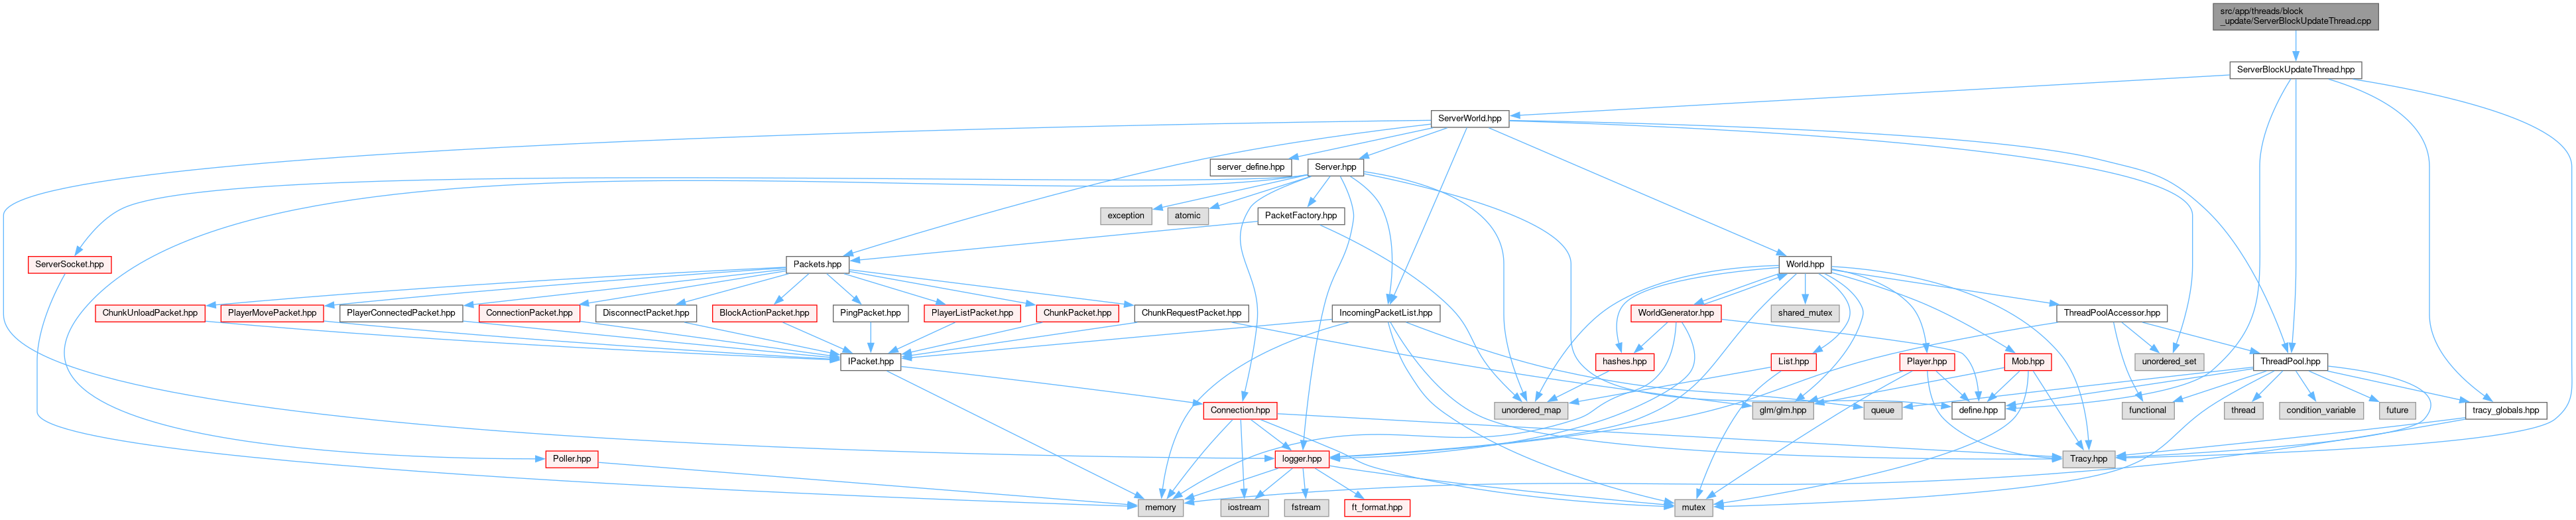 src/app/threads/block
_update/ServerBlockUpdateThread.cpp
ServerBlockUpdateThread.hpp
ServerWorld.hpp
server_define.hpp
Server.hpp
exception
atomic
PacketFactory.hpp
ServerSocket.hpp
Packets.hpp
World.hpp
ChunkUnloadPacket.hpp
PlayerMovePacket.hpp
PlayerConnectedPacket.hpp
ConnectionPacket.hpp
DisconnectPacket.hpp
BlockActionPacket.hpp
PingPacket.hpp
PlayerListPacket.hpp
ChunkPacket.hpp
ChunkRequestPacket.hpp
IncomingPacketList.hpp
WorldGenerator.hpp
shared_mutex
ThreadPoolAccessor.hpp
IPacket.hpp
hashes.hpp
List.hpp
Player.hpp
Mob.hpp
unordered_set
ThreadPool.hpp
Connection.hpp
unordered_map
glm/glm.hpp
queue
define.hpp
functional
thread
condition_variable
future
tracy_globals.hpp
Poller.hpp
logger.hpp
Tracy.hpp
memory
iostream
fstream
ft_format.hpp
mutex